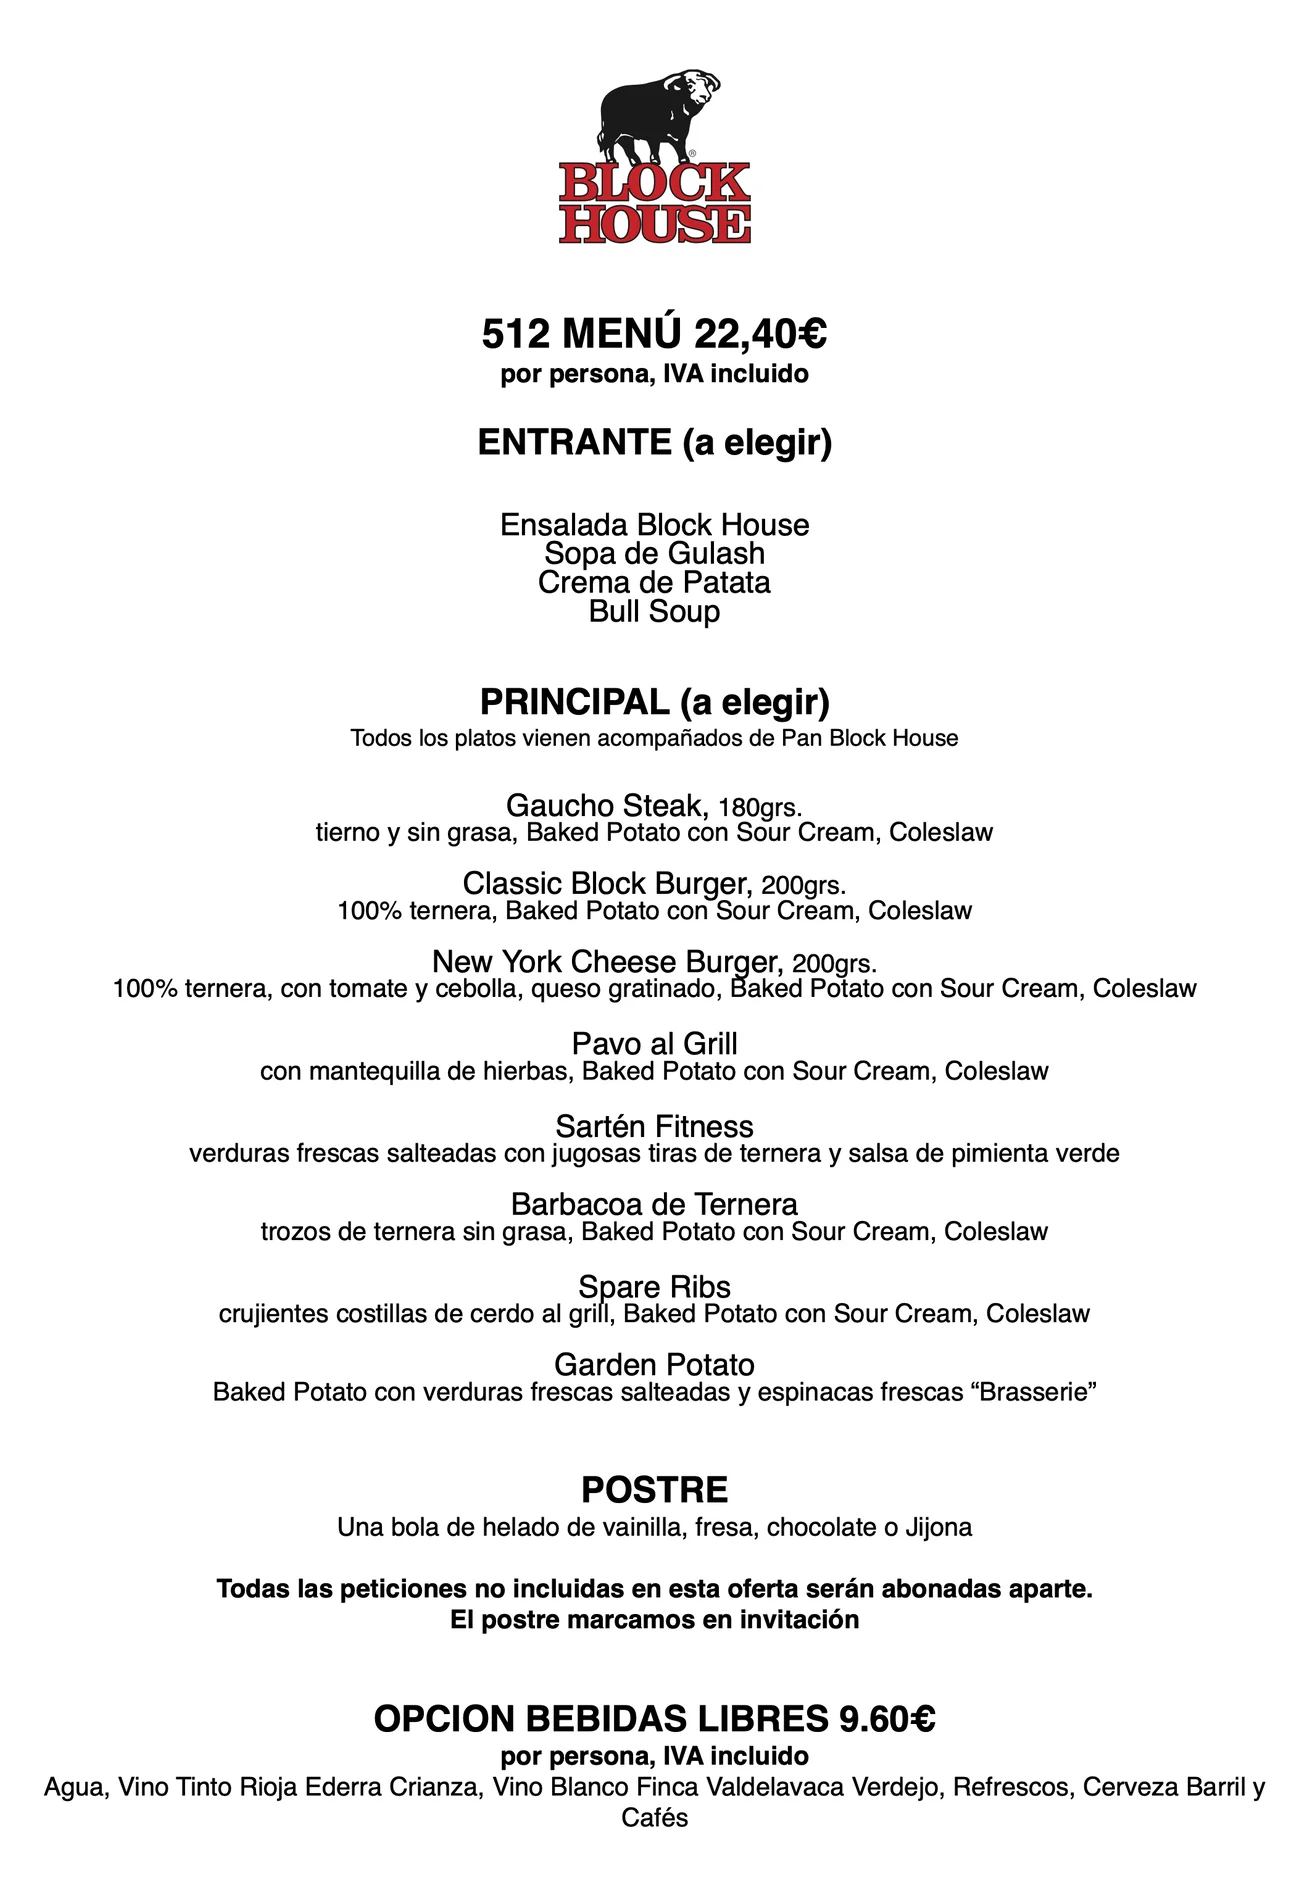 BLOCK
HOUSE
®
512 MENÚ 22,40€
por persona, IVA incluido
ENTRANTE (a elegir)
Ensalada Block House
Sopa de Gulash
Crema de Patata
Bull Soup
PRINCIPAL (a elegir)
Todos los platos vienen acompañados de Pan Block House
Gaucho Steak, 180grs.
tierno y sin grasa, Baked Potato con Sour Cream, Coleslaw
Classic Block Burger, 200grs.
100% ternera, Baked Potato con Sour Cream, Coleslaw
New York Cheese Burger, 200grs.
100% ternera, con tomate y cebolla, queso gratinado, Baked Potato con Sour Cream, Coleslaw
Pavo al Grill
con mantequilla de hierbas, Baked Potato con Sour Cream, Coleslaw
Sartén Fitness
verduras frescas salteadas con jugosas tiras de ternera y salsa de pimienta verde
Barbacoa de Ternera
trozos de ternera sin grasa, Baked Potato con Sour Cream, Coleslaw
Spare Ribs
crujientes costillas de cerdo al grill, Baked Potato con Sour Cream, Coleslaw
Garden Potato
Baked Potato con verduras frescas salteadas y espinacas frescas “Brasserie”
POSTRE
Una bola de helado de vainilla, fresa, chocolate o Jijona
Todas las peticiones no incluidas en esta oferta serán abonadas aparte.
El postre marcamos en invitación
OPCION BEBIDAS LIBRES 9.60€
por persona, IVA incluido
Agua, Vino Tinto Rioja Ederra Crianza, Vino Blanco Finca Valdelavaca Verdejo, Refrescos, Cerveza Barril y
Cafés